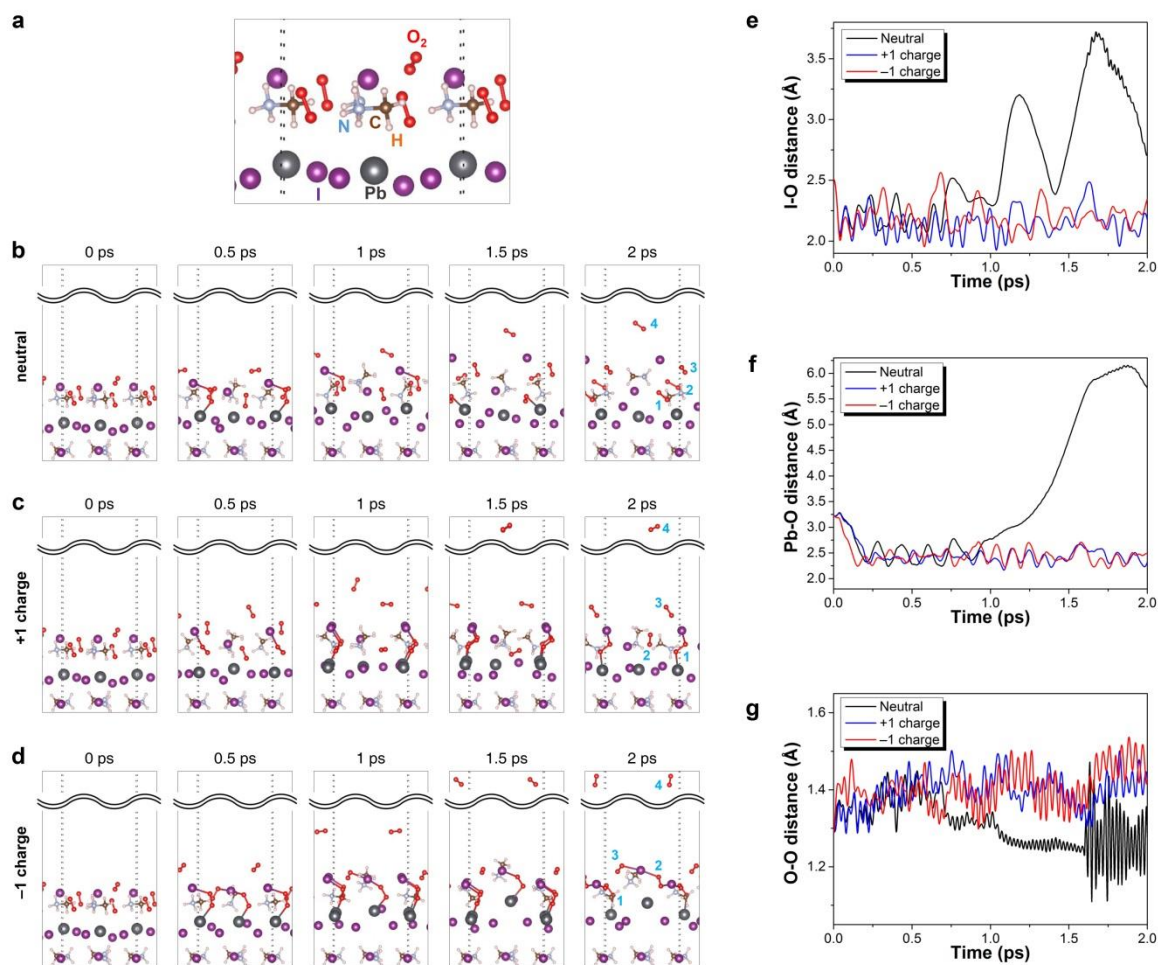 a
O2
N
C
H
I
Pb
b
0 ps
0.5 ps
1 ps
1.5 ps
2 ps
neutral
4
3
2
1
c
0 ps
0.5 ps
1 ps
1.5 ps
2 ps
+1 charge
4
3
2
1
d
0 ps
0.5 ps
1 ps
1.5 ps
2 ps
−1 charge
4
3
2
1
e
Neutral
+1 charge
−1 charge
I-O distance (Å)
3.5
3.0
2.5
2.0
0.0
0.5
1.0
1.5
2.0
Time (ps)
f
Neutral
+1 charge
−1 charge
Pb-O distance (Å)
6.0
5.5
5.0
4.5
4.0
3.5
3.0
2.5
2.0
0.0
0.5
1.0
1.5
2.0
Time (ps)
g
Neutral
+1 charge
−1 charge
O-O distance (Å)
1.6
1.4
1.2
1.0
0.0
0.5
1.0
1.5
2.0
Time (ps)